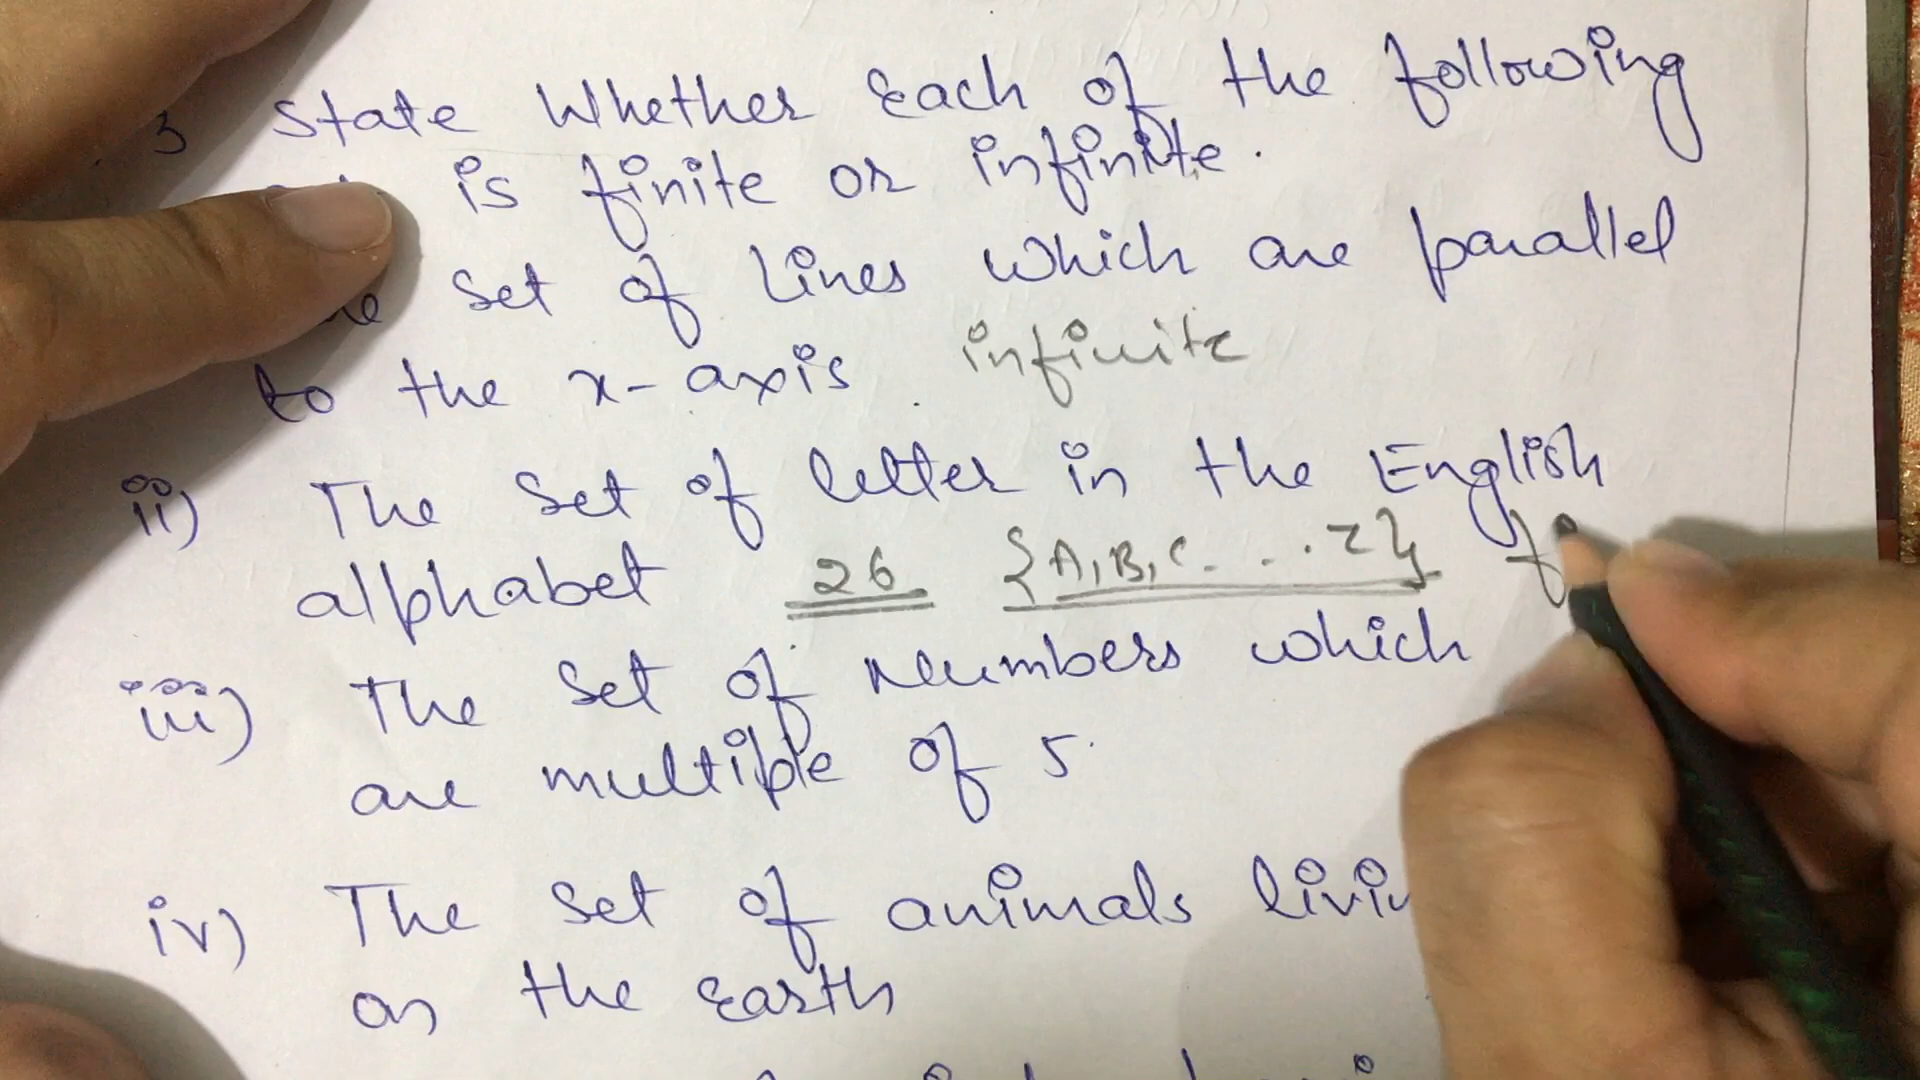 3 State Whether Each of the following
is finite or infinite.
set of lines which are parallel
to the x-axis infinite
ii) The set of letter in the English
alphabet 26 {A, B, C. . . . Z} f
iii) The set of Numbers which
are multiple of 5.
iv) The set of animals
on the Earth